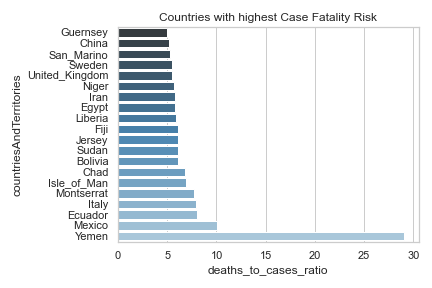 Countries with highest Case Fatality Risk
countriesAndTerritories
Guernsey
China
San_Marino
Sweden
United_Kingdom
Niger
Iran
Egypt
Liberia
Fiji
Jersey
Sudan
Bolivia
Chad
Isle_of_Man
Montserrat
Italy
Ecuador
Mexico
Yemen
0 5 10 15 20 25 30
deaths_to_cases_ratio